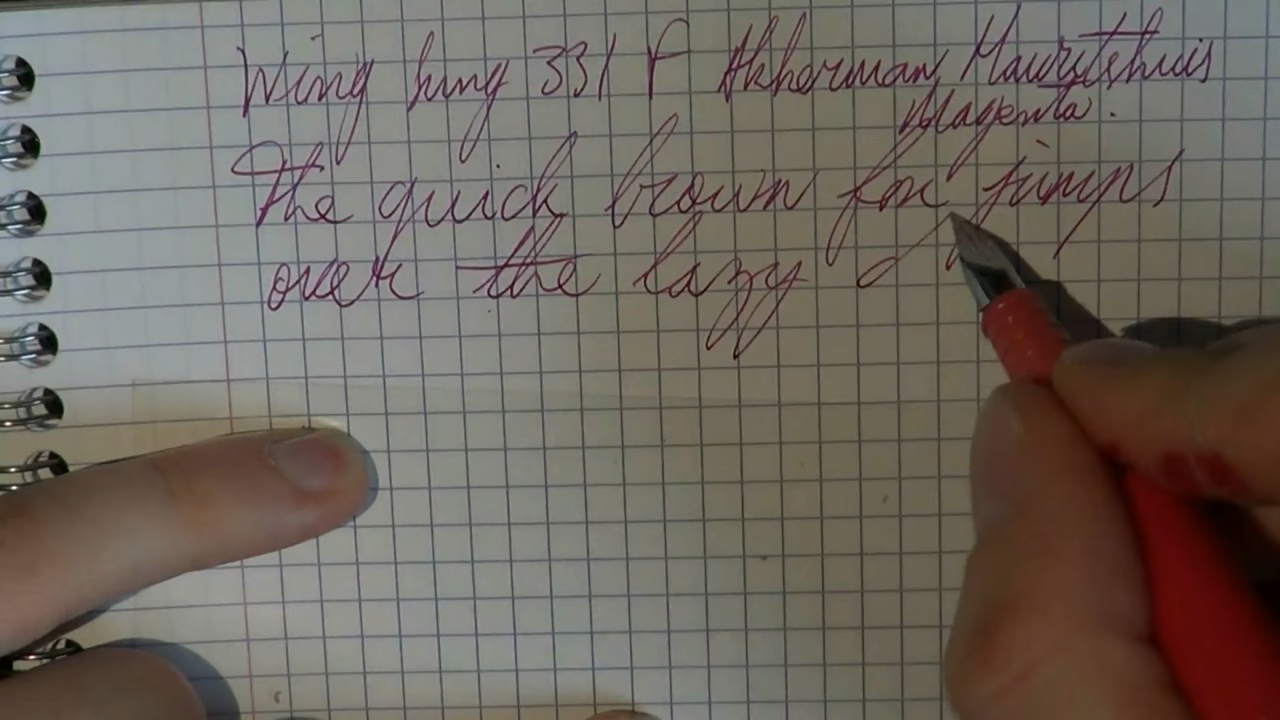 Wing Sung 331 F Akkerman Mauritshuis
Magenta.
The quick brown fox jumps
over the lazy d